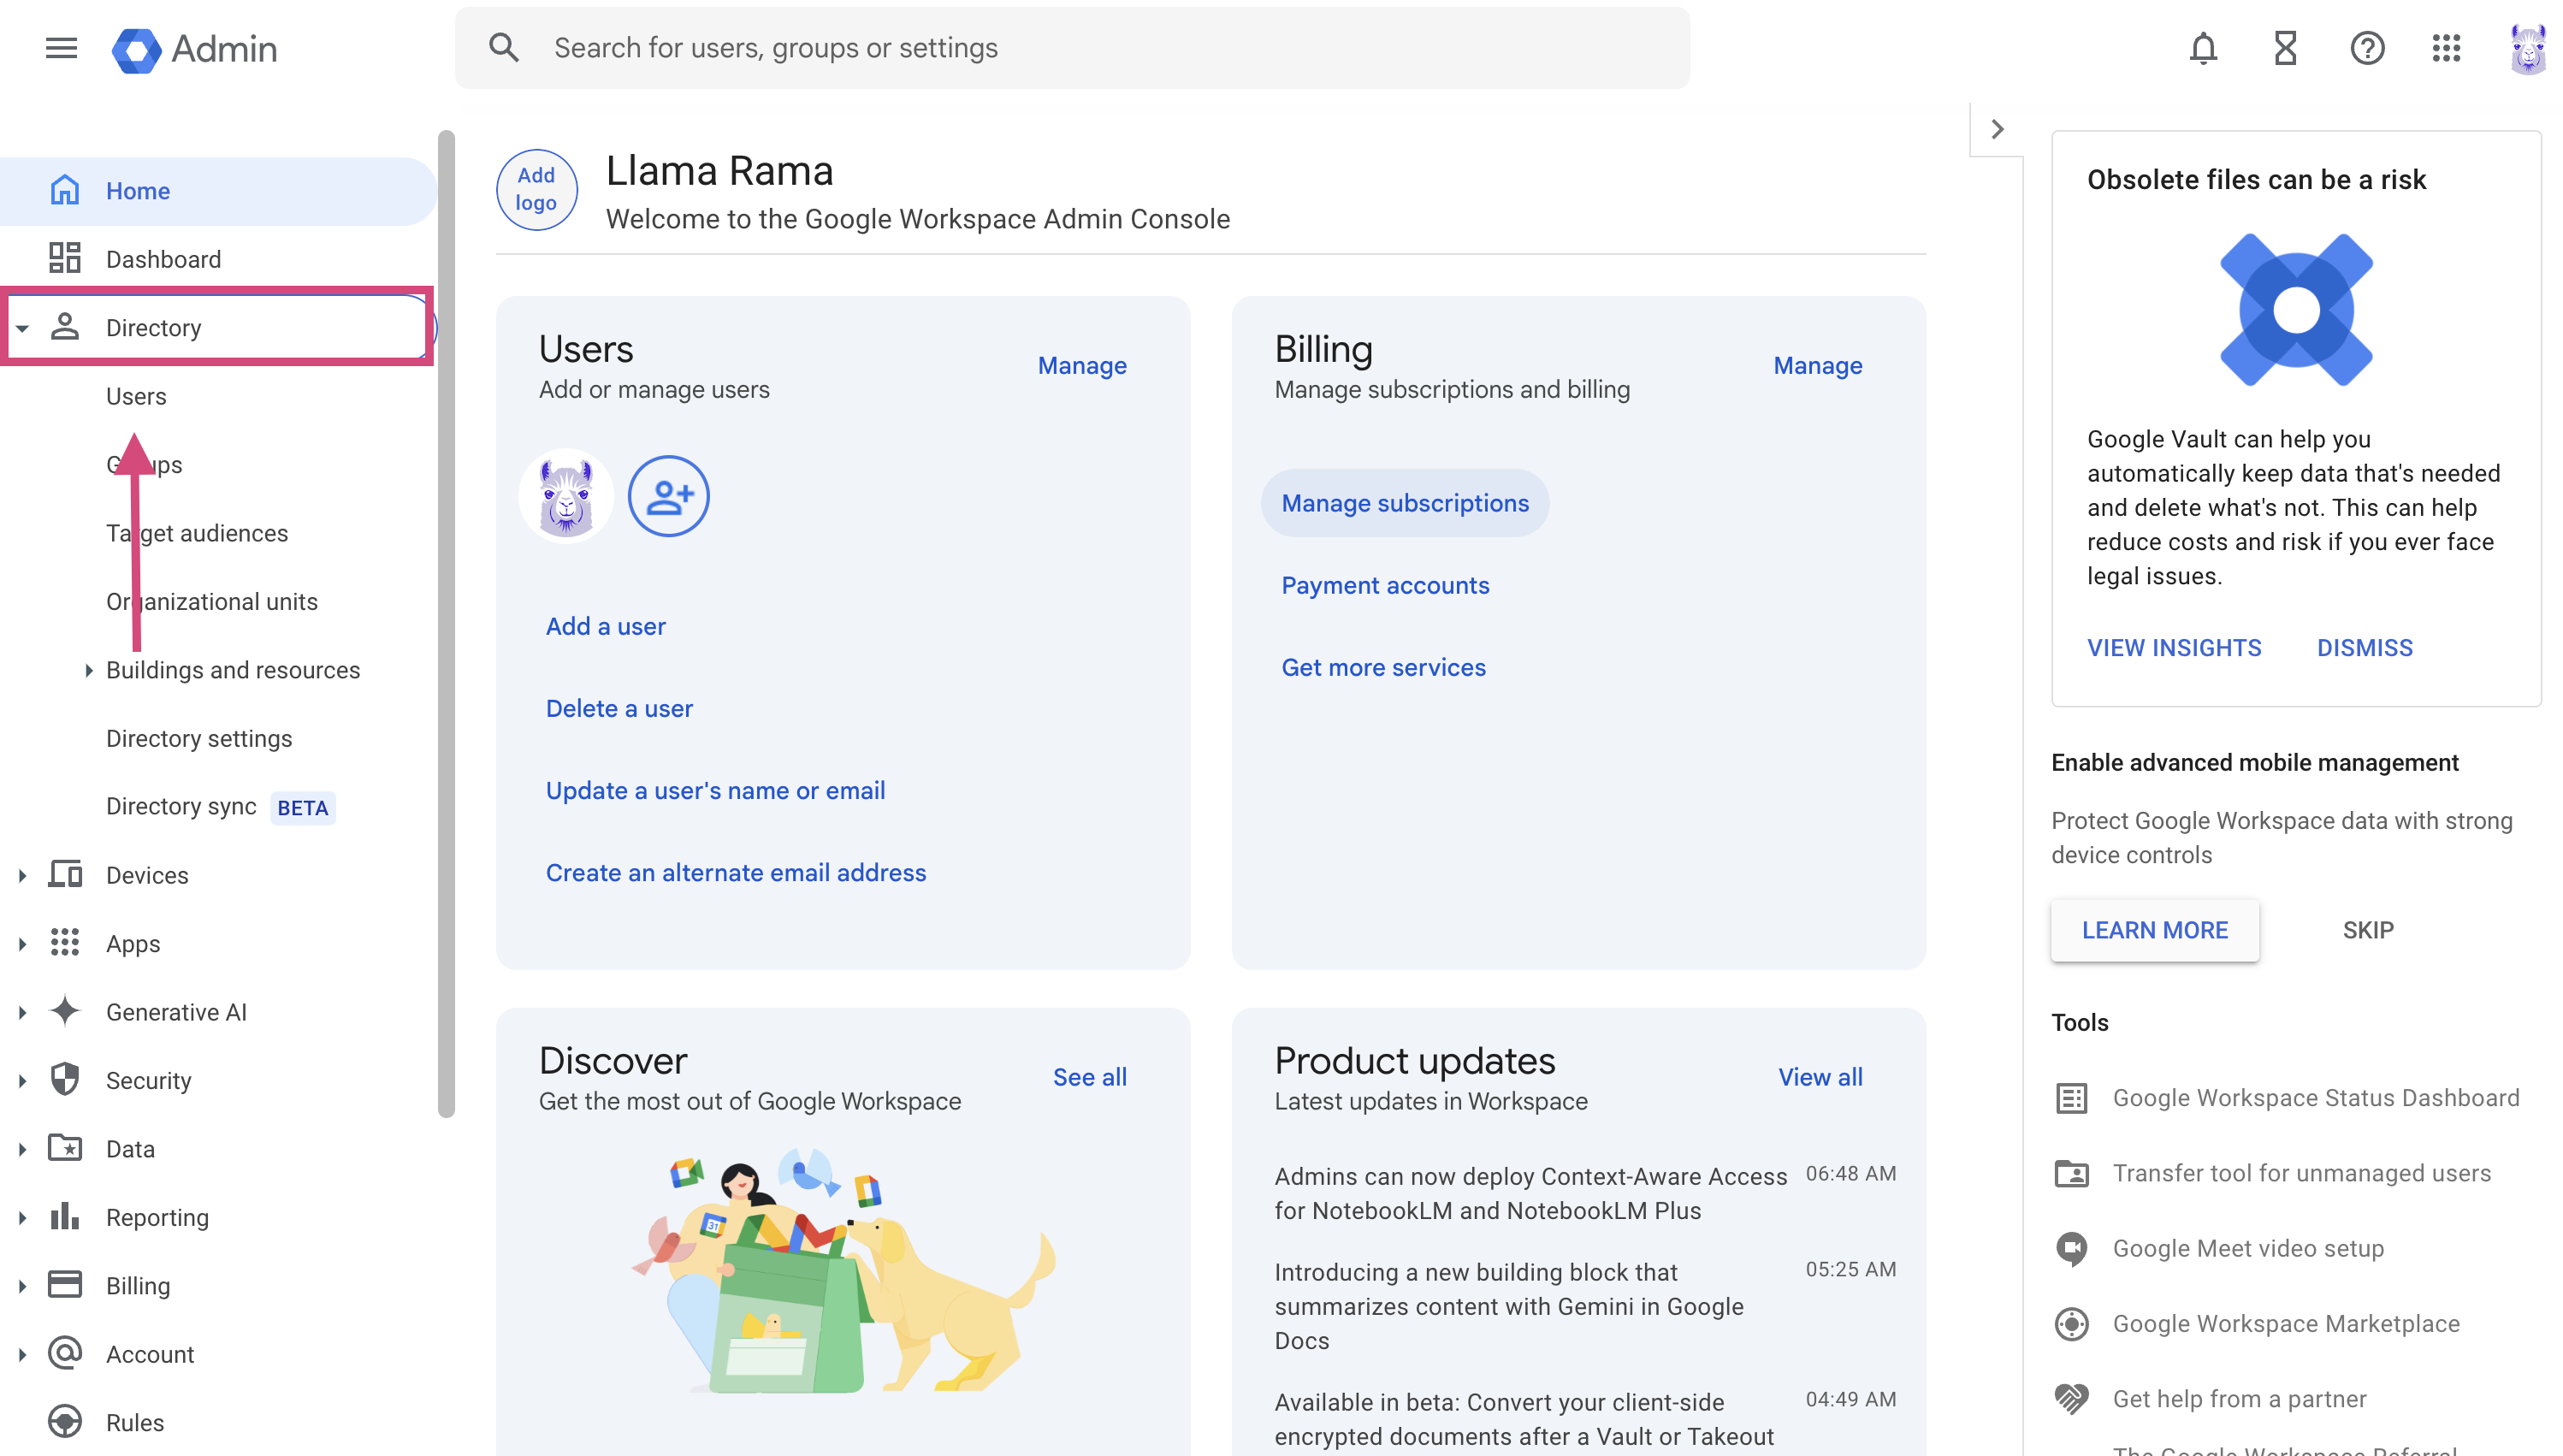 Admin
Search for users, groups or settings
Home
Dashboard
Directory
Users
Groups
Target audiences
Organizational units
Buildings and resources
Directory settings
Directory sync BETA
Devices
Apps
Generative AI
Security
Data
Reporting
Billing
Account
Rules
Add
logo
Llama Rama
Welcome to the Google Workspace Admin Console
Users
Add or manage users
Manage
Add a user
Delete a user
Update a user's name or email
Create an alternate email address
Billing
Manage subscriptions and billing
Manage
Manage subscriptions
Payment accounts
Get more services
Discover
Get the most out of Google Workspace
See all
31
Product updates
Latest updates in Workspace
View all
Admins can now deploy Context-Aware Access 06:48 AM
for NotebookLM and NotebookLM Plus
Introducing a new building block that 05:25 AM
summarizes content with Gemini in Google
Docs
Available in beta: Convert your client-side 04:49 AM
encrypted documents after a Vault or Takeout
Obsolete files can be a risk
Google Vault can help you
automatically keep data that's needed
and delete what's not. This can help
reduce costs and risk if you ever face
legal issues.
VIEW INSIGHTS DISMISS
Enable advanced mobile management
Protect Google Workspace data with strong
device controls
LEARN MORE SKIP
Tools
Google Workspace Status Dashboard
Transfer tool for unmanaged users
Google Meet video setup
Google Workspace Marketplace
Get help from a partner
The Google Workspace Referral